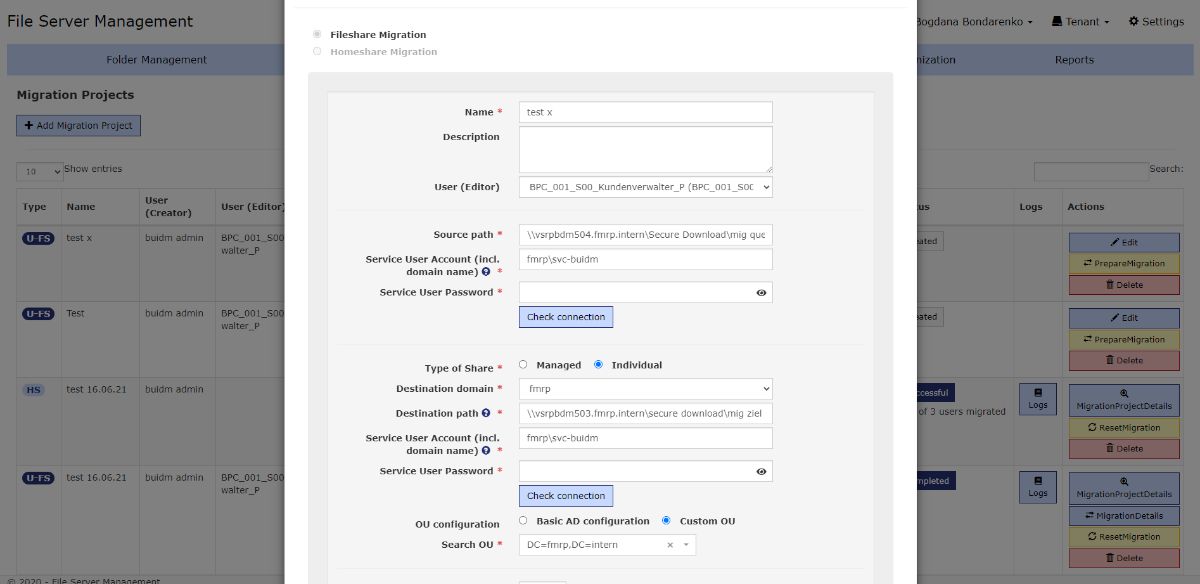 File Server Management
Bogdana Bondarenko
Tenant
Settings
Folder Management
Reports
Migration Projects
Add Migration Project
10
Show entries
Search:
Type
Name
User (Creator)
User (Editor)
Logs
Actions
U-FS
test x
buidm admin
BPC_001_S00
walter_P
Edit
PrepareMigration
Delete
U-FS
Test
buidm admin
BPC_001_S00
walter_P
Edit
PrepareMigration
Delete
HS
test 16.06.21
buidm admin
of 3 users migrated
Logs
MigrationProjectDetails
ResetMigration
Delete
U-FS
test 16.06.21
buidm admin
BPC_001_S00
walter_P
Logs
MigrationProjectDetails
MigrationDetails
ResetMigration
Delete
© 2020 - File Server Management
Fileshare Migration
Homeshare Migration
Name *
test x
Description
User (Editor)
BPC_001_S00_Kundenverwalter_P (BPC_001_S00
Source path *
\\vsrpbdm504.fmrp.intern\Secure Download\mig que
Service User Account (incl.
domain name) *
fmrp\svc-buidm
Service User Password *
Check connection
Type of Share *
Managed
Individual
Destination domain *
fmrp
Destination path *
\\vsrpbdm503.fmrp.intern\secure download\mig ziel
Service User Account (incl.
domain name) *
fmrp\svc-buidm
Service User Password *
Check connection
OU configuration
Basic AD configuration
Custom OU
Search OU *
DC=fmrp,DC=intern